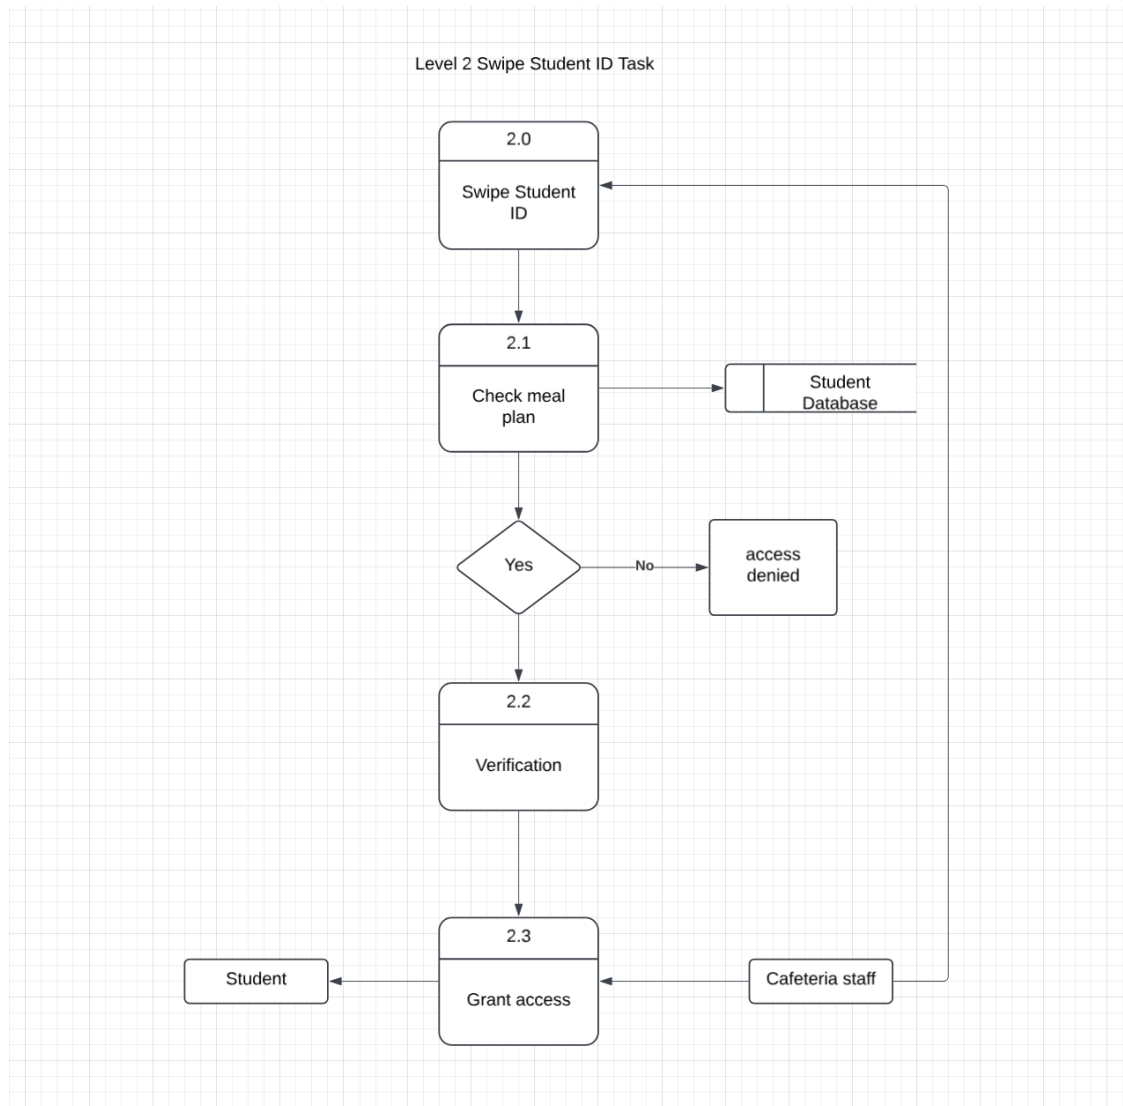 Level 2 Swipe Student ID Task
2.0
Swipe Student
ID
2.1
Check meal
plan
Student
Database
Yes
No
access
denied
2.2
Verification
2.3
Grant access
Student
Cafeteria staff